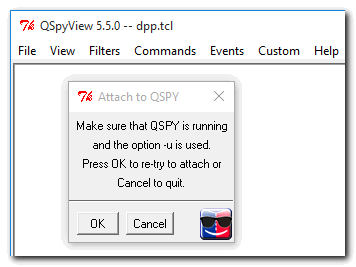 QSpyView 5.5.0 -- dpp.tcl
File View Filters Commands Events Custom Help
Attach to QSPY
Make sure that QSPY is running
and the option -u is used.
Press OK to re-try to attach or
Cancel to quit.
OK Cancel